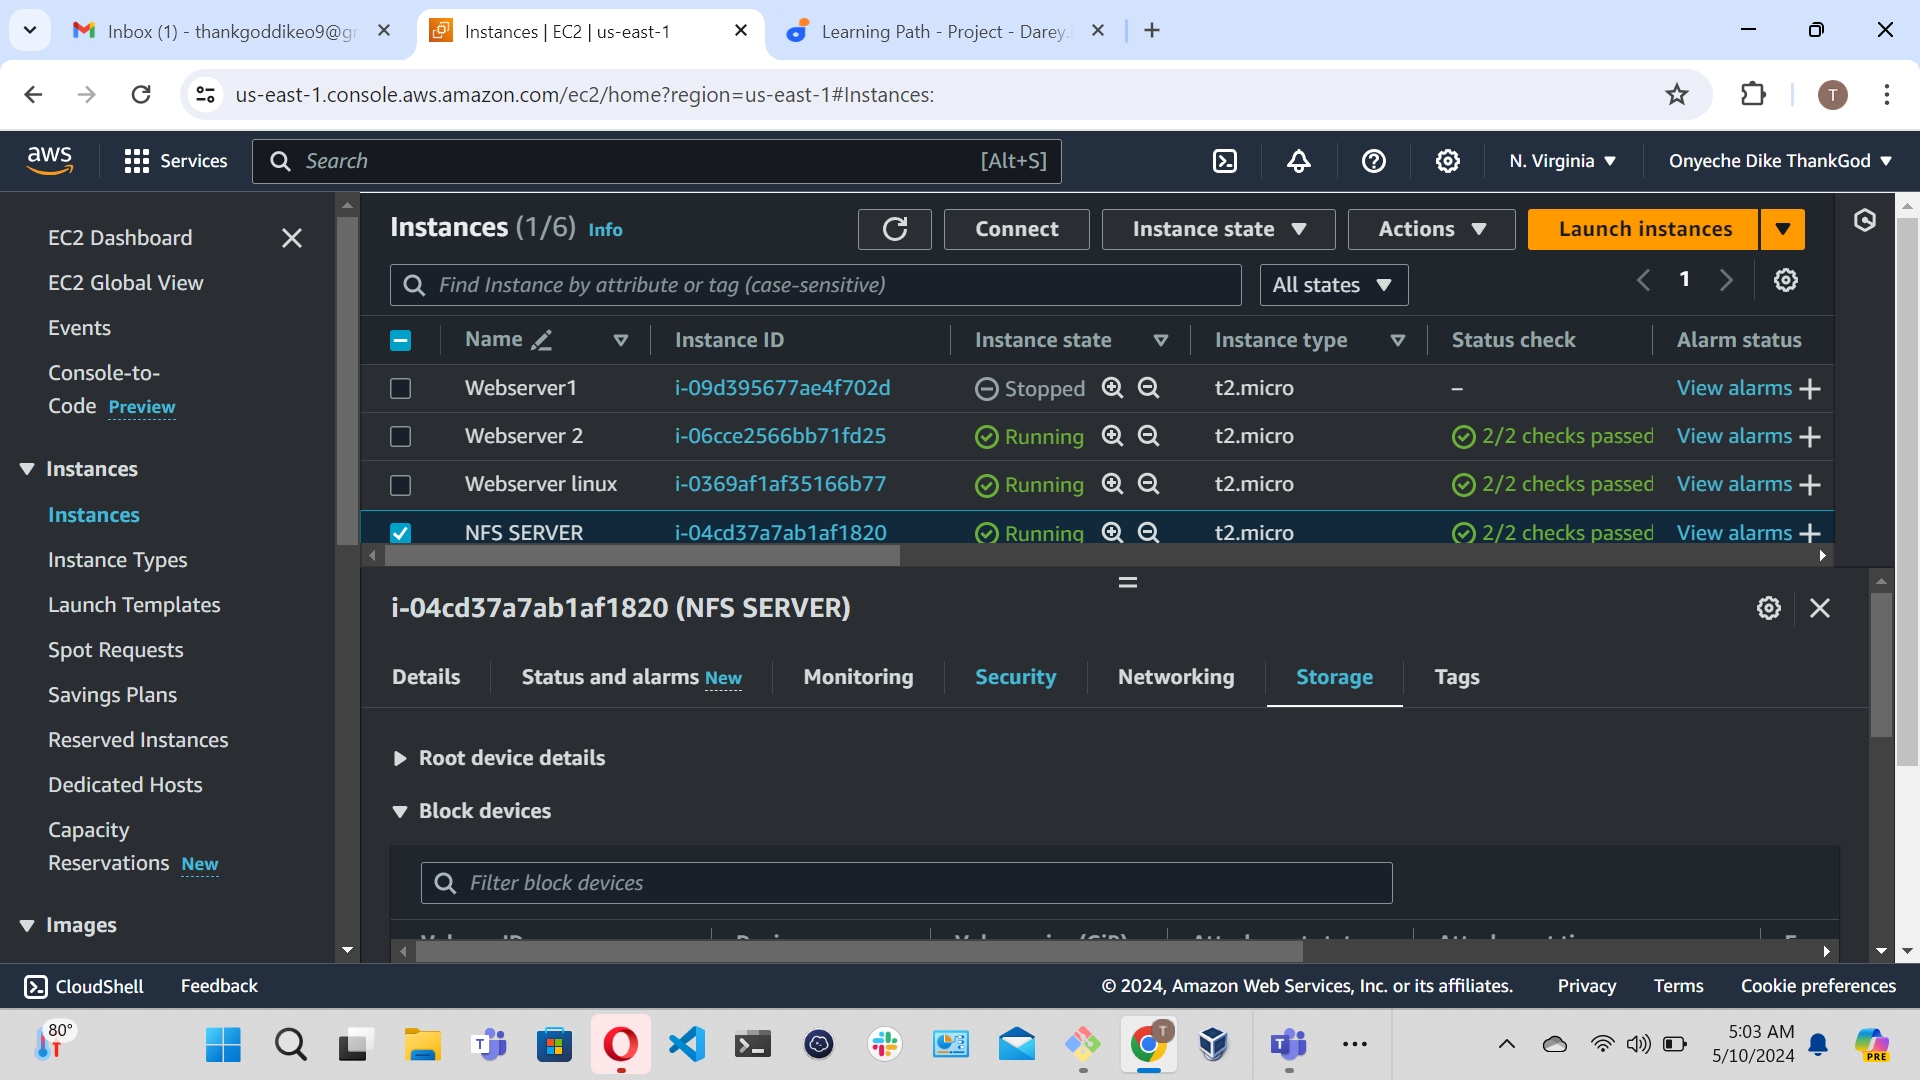 Inbox (1) - thankgoddikeo9@gr
Instances | EC2 | us-east-1
Learning Path - Project - Darey.i
us-east-1.console.aws.amazon.com/ec2/home?region=us-east-1#Instances:
T
aws
Services
Search
[Alt+S]
N. Virginia
Onyeche Dike ThankGod
EC2 Dashboard
EC2 Global View
Events
Console-to-
Code Preview
Instances
Instances
Instance Types
Launch Templates
Spot Requests
Savings Plans
Reserved Instances
Dedicated Hosts
Capacity
Reservations New
Images
Instances (1/6) Info
Connect
Instance state
Actions
Launch instances
Find Instance by attribute or tag (case-sensitive)
All states
1
Name Instance ID Instance state Instance type Status check Alarm status
Webserver1 i-09d395677ae4f702d Stopped t2.micro – View alarms
Webserver 2 i-06cce2566bb71fd25 Running t2.micro 2/2 checks passed View alarms
Webserver linux i-0369af1af35166b77 Running t2.micro 2/2 checks passed View alarms
NFS SERVER i-04cd37a7ab1af1820 Running t2.micro 2/2 checks passed View alarms
i-04cd37a7ab1af1820 (NFS SERVER)
Details
Status and alarms New
Monitoring
Security
Networking
Storage
Tags
Root device details
Block devices
Filter block devices
CloudShell
Feedback
© 2024, Amazon Web Services, Inc. or its affiliates.
Privacy
Terms
Cookie preferences
80°
T
5:03 AM
5/10/2024
PRE